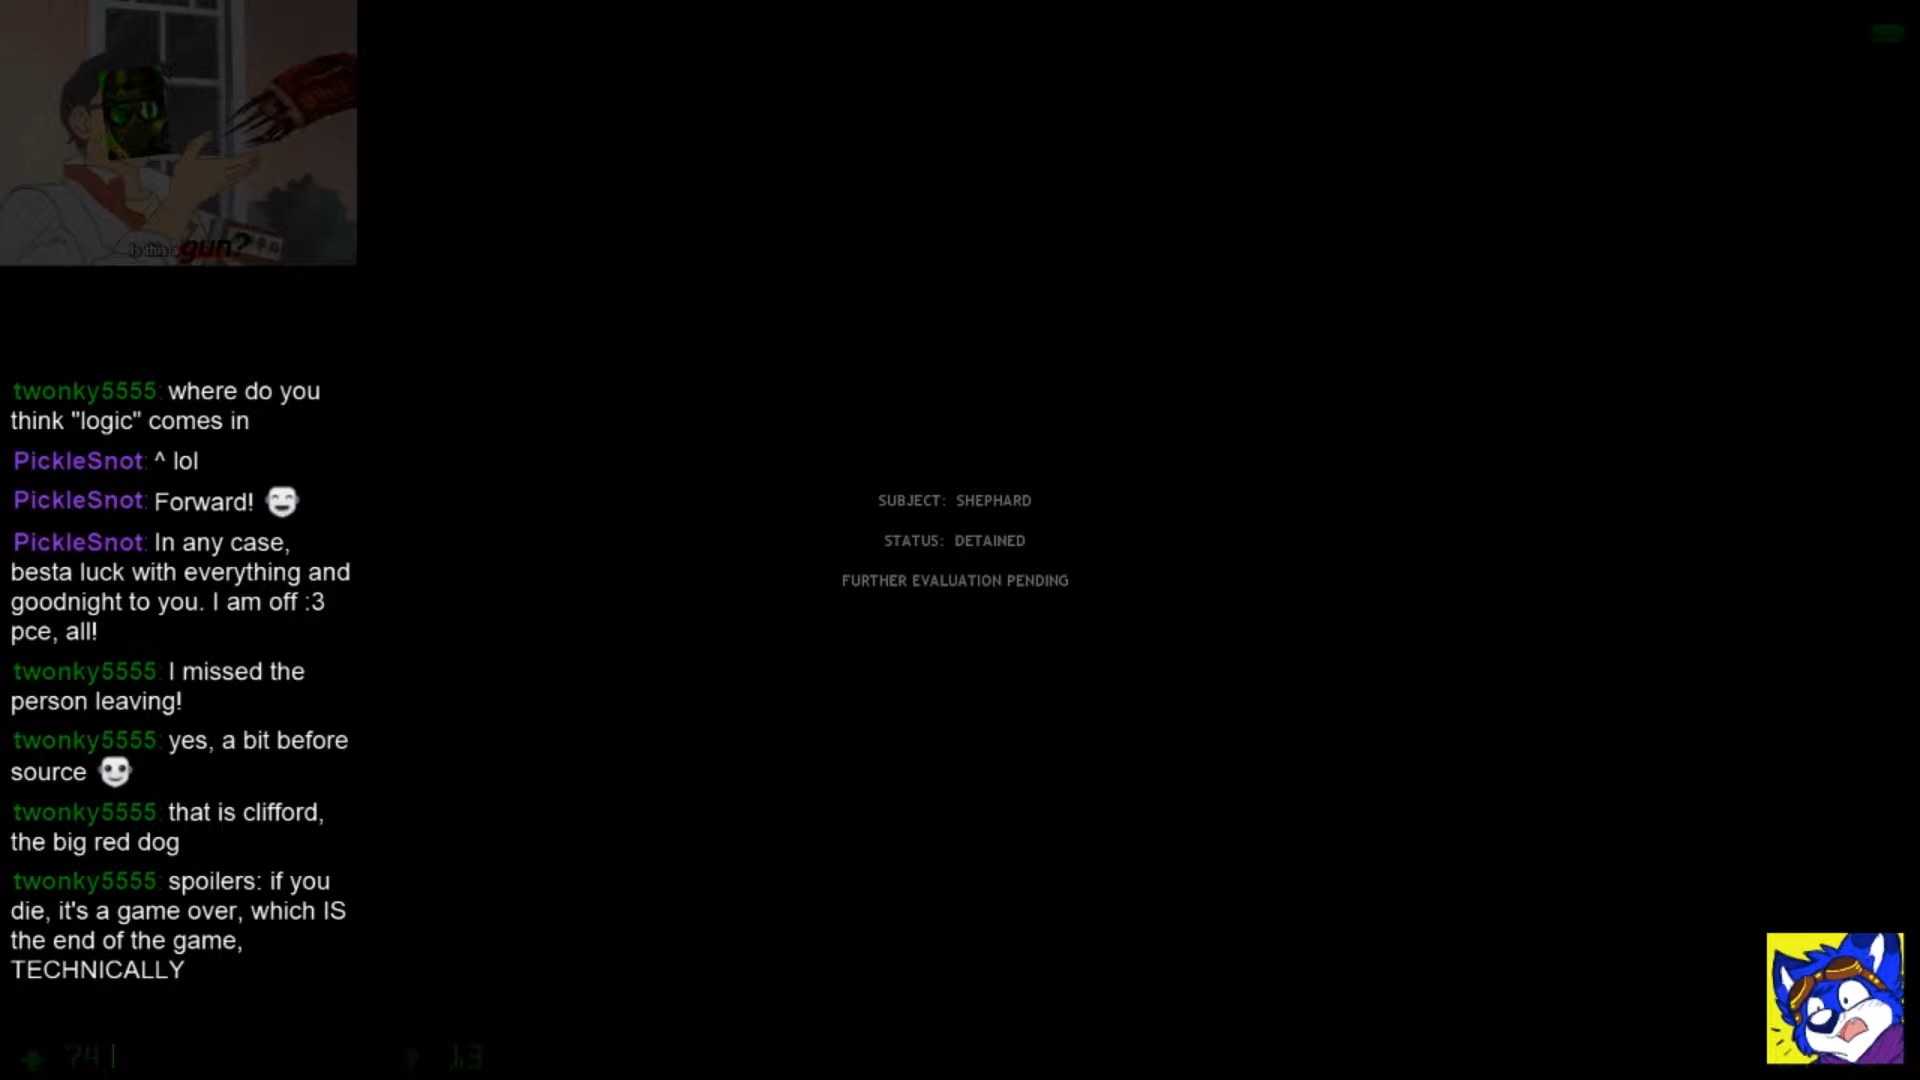 Is this a gun?
twonky5555: where do you
think "logic" comes in
PickleSnot: ^ lol
PickleSnot: Forward!
PickleSnot: In any case,
besta luck with everything and
goodnight to you. I am off :3
pce, all!
twonky5555: I missed the
person leaving!
twonky5555: yes, a bit before
source
twonky5555: that is clifford,
the big red dog
twonky5555: spoilers: if you
die, it's a game over, which IS
the end of the game,
TECHNICALLY
SUBJECT: SHEPHARD
STATUS: DETAINED
FURTHER EVALUATION PENDING
74